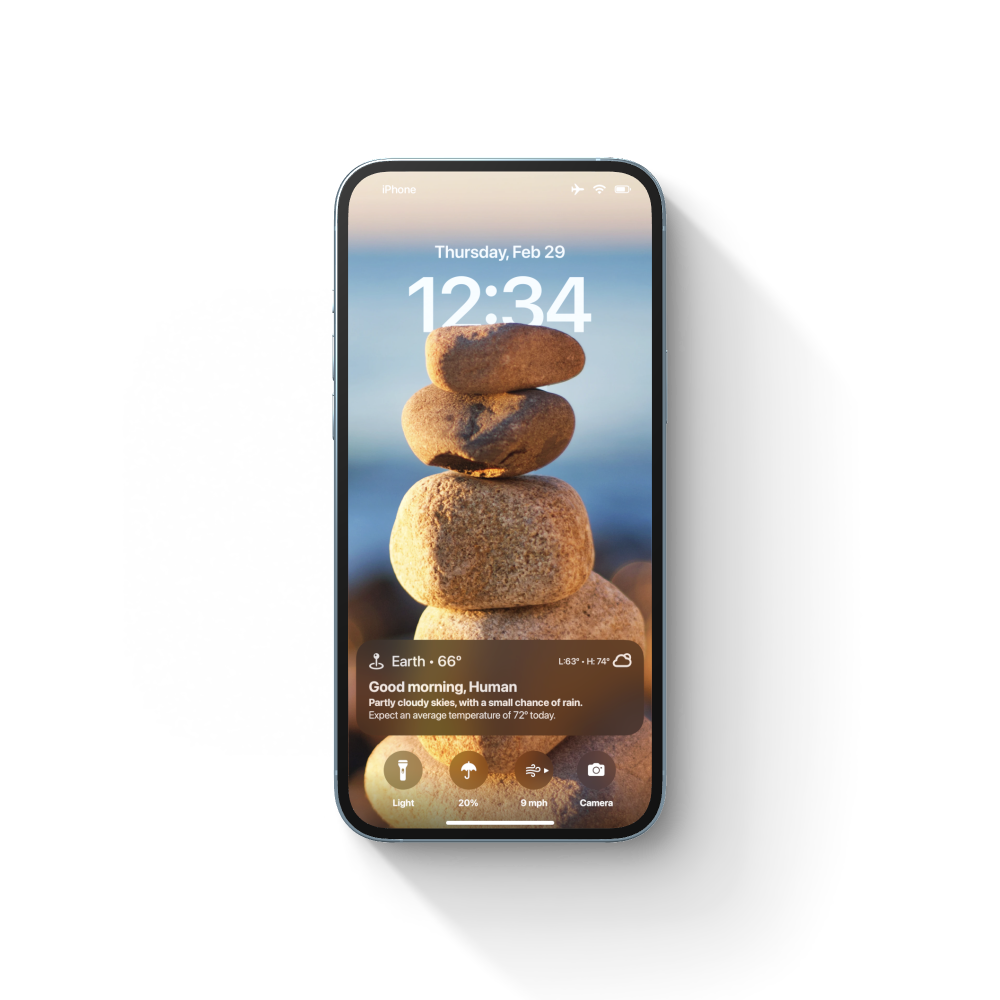 iPhone
Thursday, Feb 29
12:34
Earth • 66°
L:63° • H: 74°
Good morning, Human
Partly cloudy skies, with a small chance of rain.
Expect an average temperature of 72° today.
Light
20%
9 mph
Camera